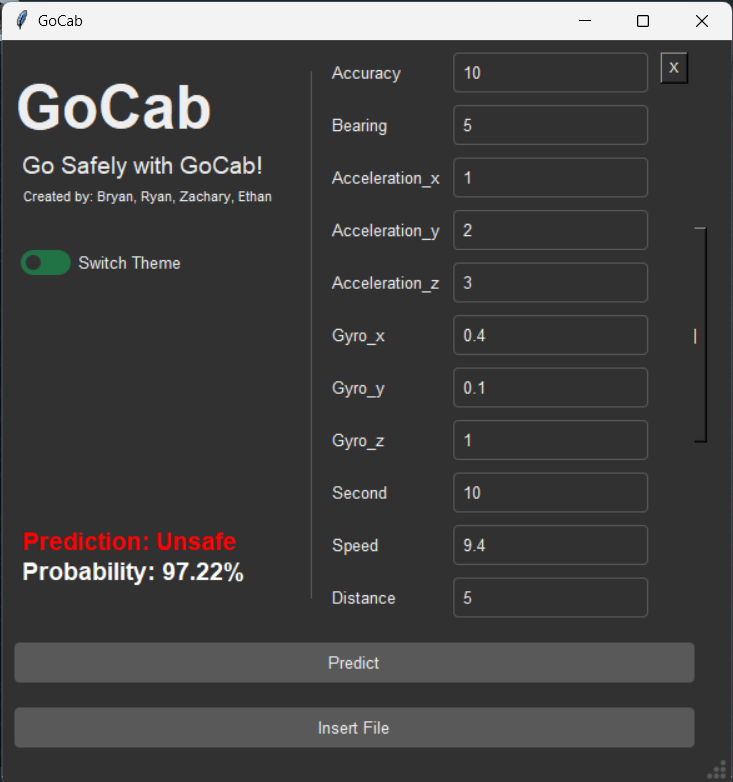 GoCab
GoCab
Go Safely with GoCab!
Created by: Bryan, Ryan, Zachary, Ethan
Switch Theme
Prediction: Unsafe
Probability: 97.22%
Accuracy 10 X
Bearing 5
Acceleration_x 1
Acceleration_y 2
Acceleration_z 3
Gyro_x 0.4
Gyro_y 0.1
Gyro_z 1
Second 10
Speed 9.4
Distance 5
Predict
Insert File